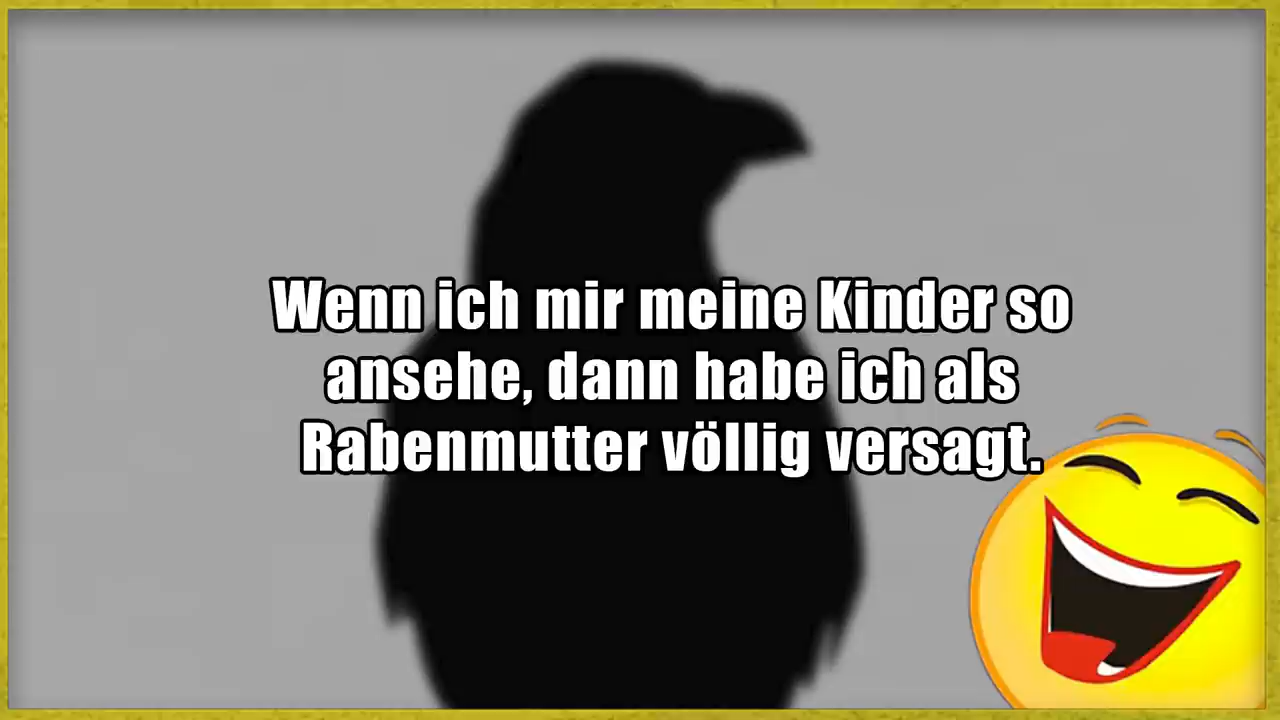 Wenn ich mir meine Kinder so
ansehe, dann habe ich als
Rabenmutter völlig versagt.